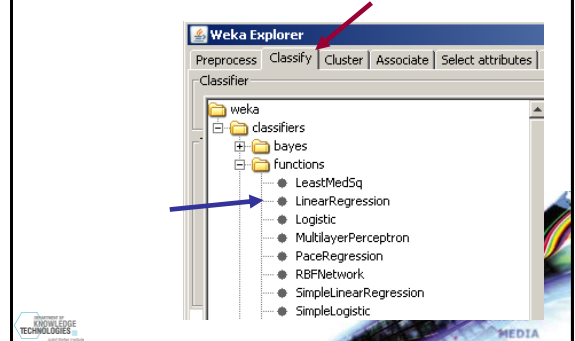 Weka Explorer
Preprocess Classify Cluster Associate Select attributes
Classifier
weka
classifiers
bayes
functions
LeastMedSq
LinearRegression
Logistic
MultilayerPerceptron
PaceRegression
RBFNetwork
SimpleLinearRegression
SimpleLogistic
DEPARTMENT OF
KNOWLEDGE
TECHNOLOGIES
MEDIA